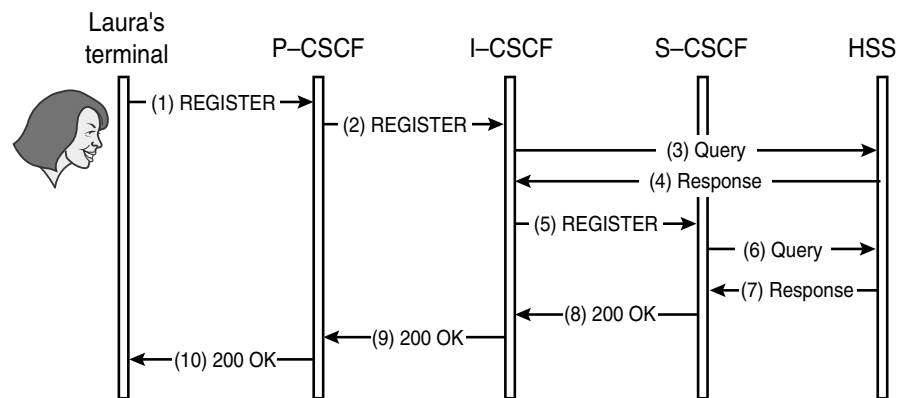 Laura's
terminal
P–CSCF
I–CSCF
S–CSCF
HSS
(1) REGISTER
(2) REGISTER
(3) Query
(4) Response
(5) REGISTER
(6) Query
(7) Response
(8) 200 OK
(9) 200 OK
(10) 200 OK